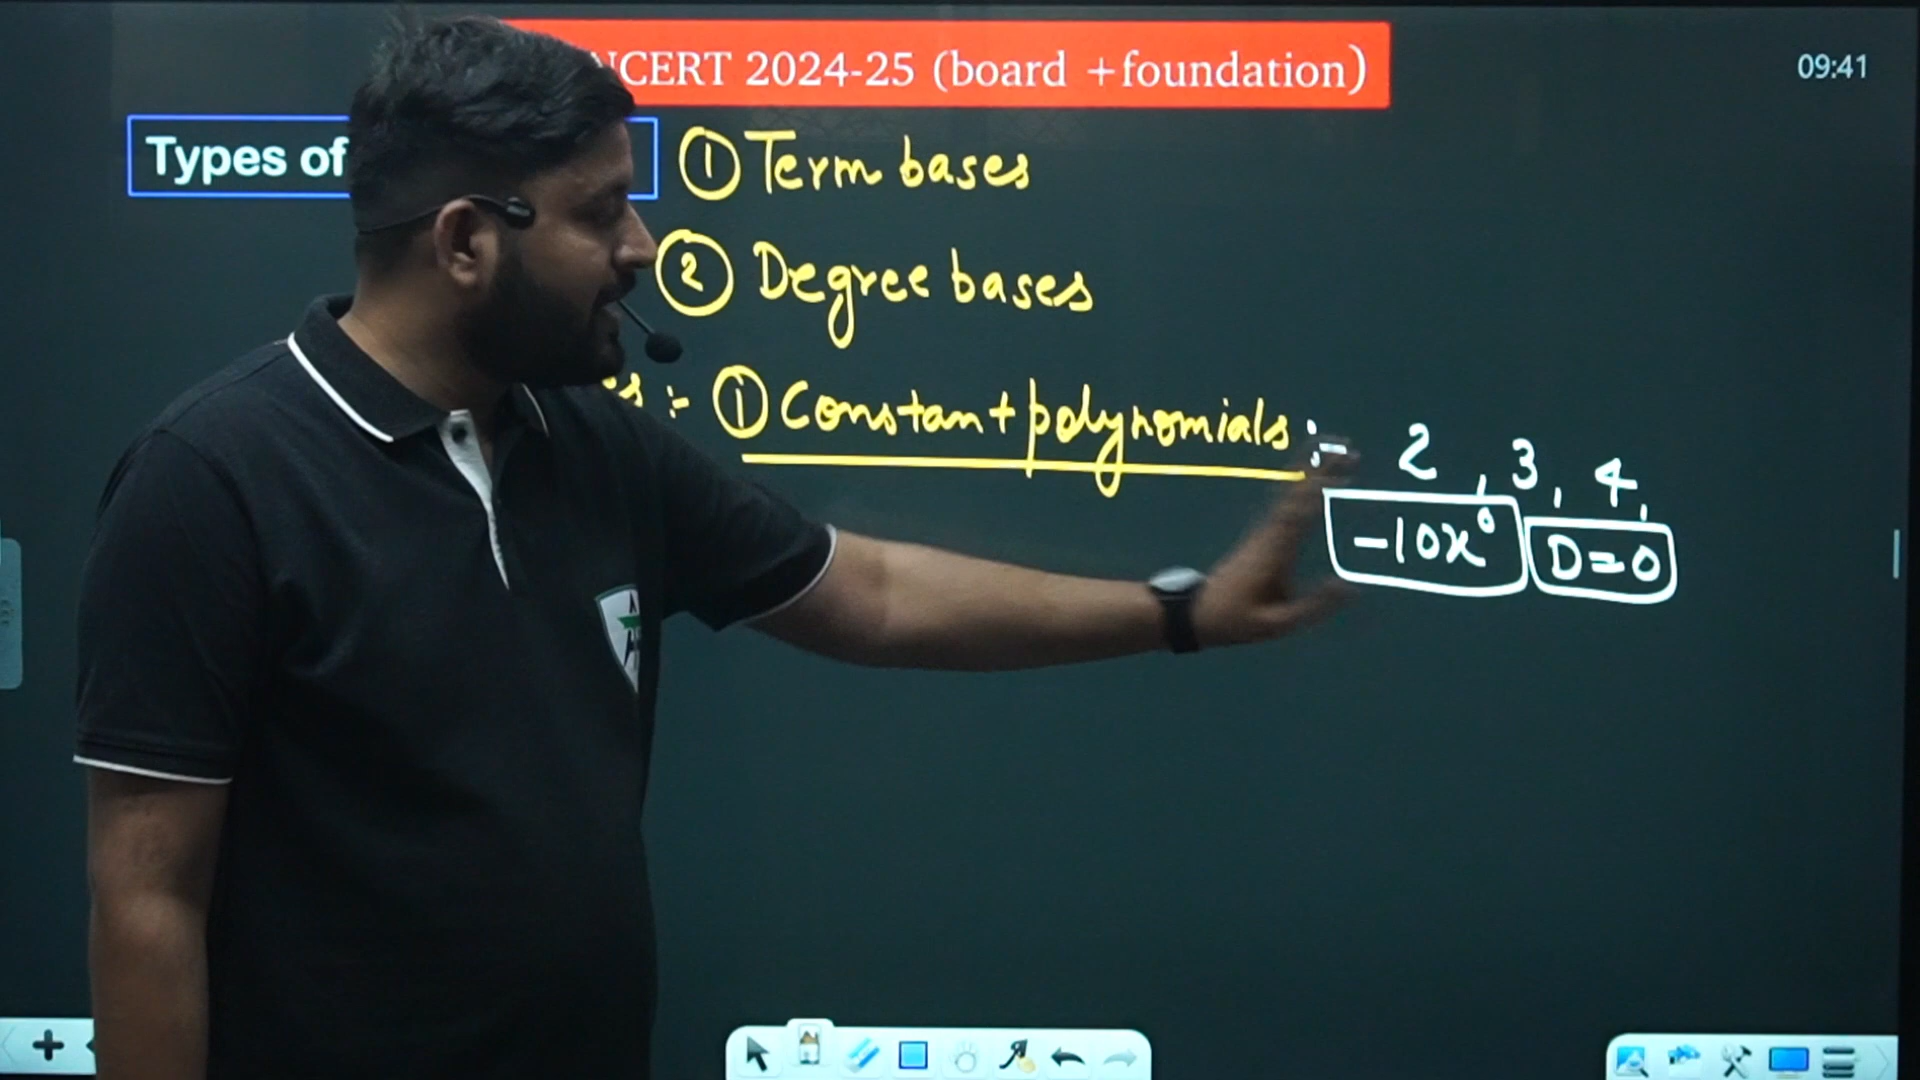 NCERT 2024-25 (board +foundation)
09:41
Types of
① Term bases
② Degree bases
:- ① Constant polynomials :- 2, 3, 4,
-10x⁰ D=0